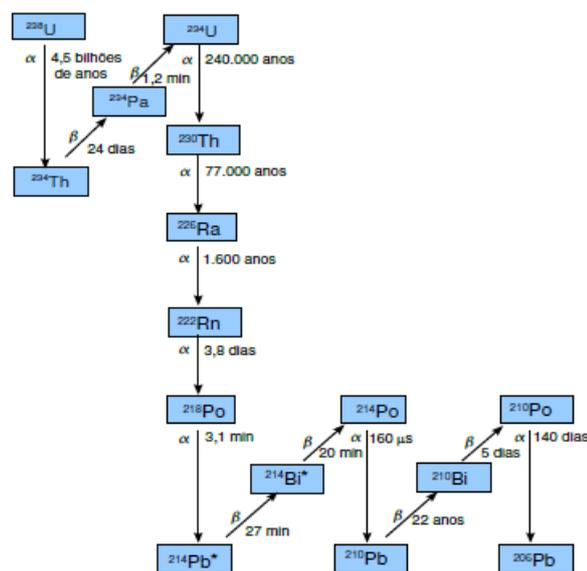 ²³⁸U ²³⁴U
α 4,5 bilhões α 240.000 anos
de anos
β 1,2 min
²³⁴Pa
β 24 dias
²³⁰Th
²³⁴Th
α 77.000 anos
²²⁶Ra
α 1.600 anos
²²²Rn
α 3,8 dias
²¹⁸Po ²¹⁴Po ²¹⁰Po
α 3,1 min β 20 min α 160 µs β 5 dias α 140 dias
²¹⁴Bi* ²¹⁰Bi
β 27 min β 22 anos
²¹⁴Pb* ²¹⁰Pb ²⁰⁶Pb